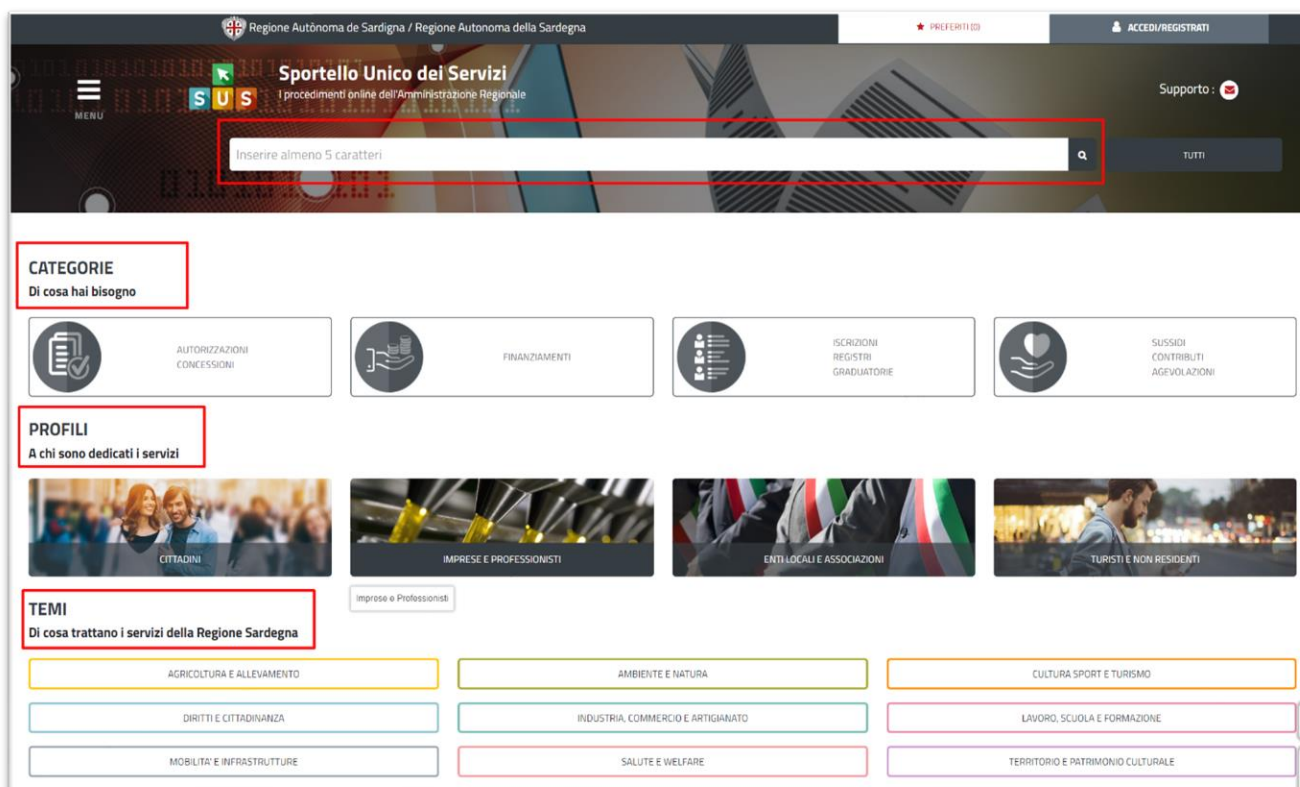 Regione Autònoma de Sardigna / Regione Autonoma della Sardegna
PREFERITI (0)
ACCEDI/REGISTRATI
MENU
SUS
Sportello Unico dei Servizi
I procedimenti online dell'Amministrazione Regionale
Supporto :
Inserire almeno 5 caratteri
TUTTI
CATEGORIE
Di cosa hai bisogno
AUTORIZZAZIONI
CONCESSIONI
FINANZIAMENTI
ISCRIZIONI
REGISTRI
GRADUATORIE
SUSSIDI
CONTRIBUTI
AGEVOLAZIONI
PROFILI
A chi sono dedicati i servizi
CITTADINI
IMPRESE E PROFESSIONISTI
ENTI LOCALI E ASSOCIAZIONI
TURISTI E NON RESIDENTI
Imprese e Professionisti
TEMI
Di cosa trattano i servizi della Regione Sardegna
AGRICOLTURA E ALLEVAMENTO
AMBIENTE E NATURA
CULTURA SPORT E TURISMO
DIRITTI E CITTADINANZA
INDUSTRIA, COMMERCIO E ARTIGIANATO
LAVORO, SCUOLA E FORMAZIONE
MOBILITA' E INFRASTRUTTURE
SALUTE E WELFARE
TERRITORIO E PATRIMONIO CULTURALE